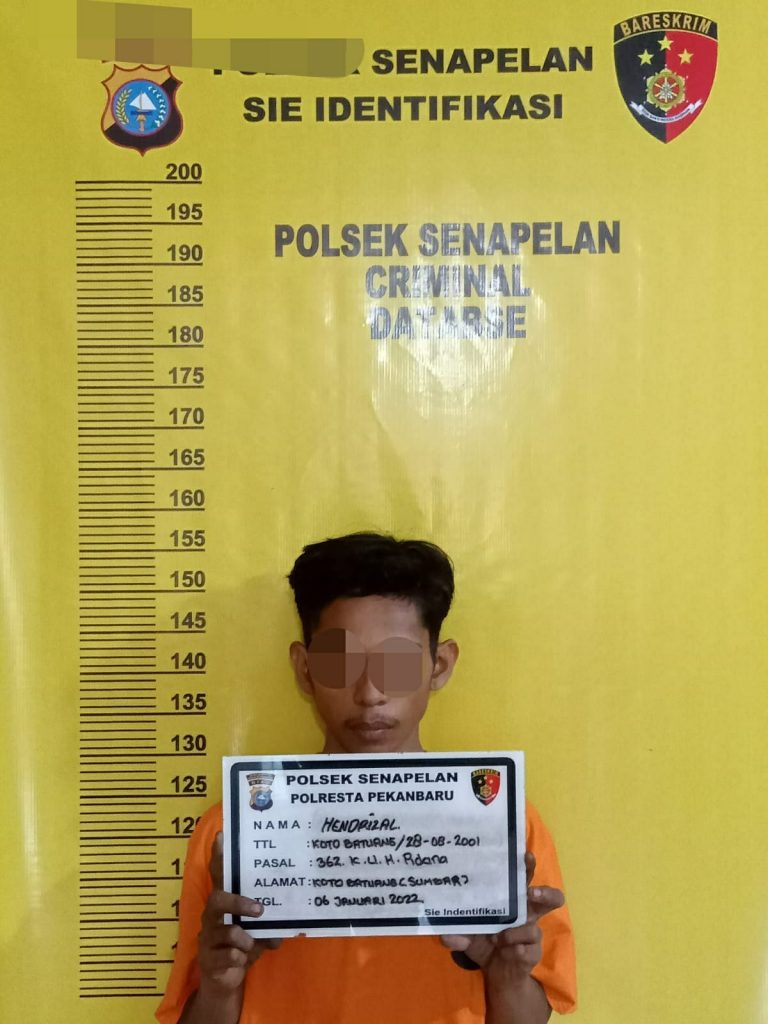 SENAPELAN
BARESKRIM
SIE IDENTIFIKASI
200
195
190
185
180
175
170
165
160
155
150
145
140
135
130
125
POLSEK SENAPELAN
CRIMINAL
DATABSE
POLSEK SENAPELAN
POLRESTA PEKANBARU
NAMA : HENDRIZAL.
TTL : KOTO BATUANG/28-08-2001
PASAL : 362. K.U.H. Pidana
ALAMAT : KOTO BATUANG (SUMBAR)
TGL. : 06 JANUARI 2022
Sie Indentifikasi